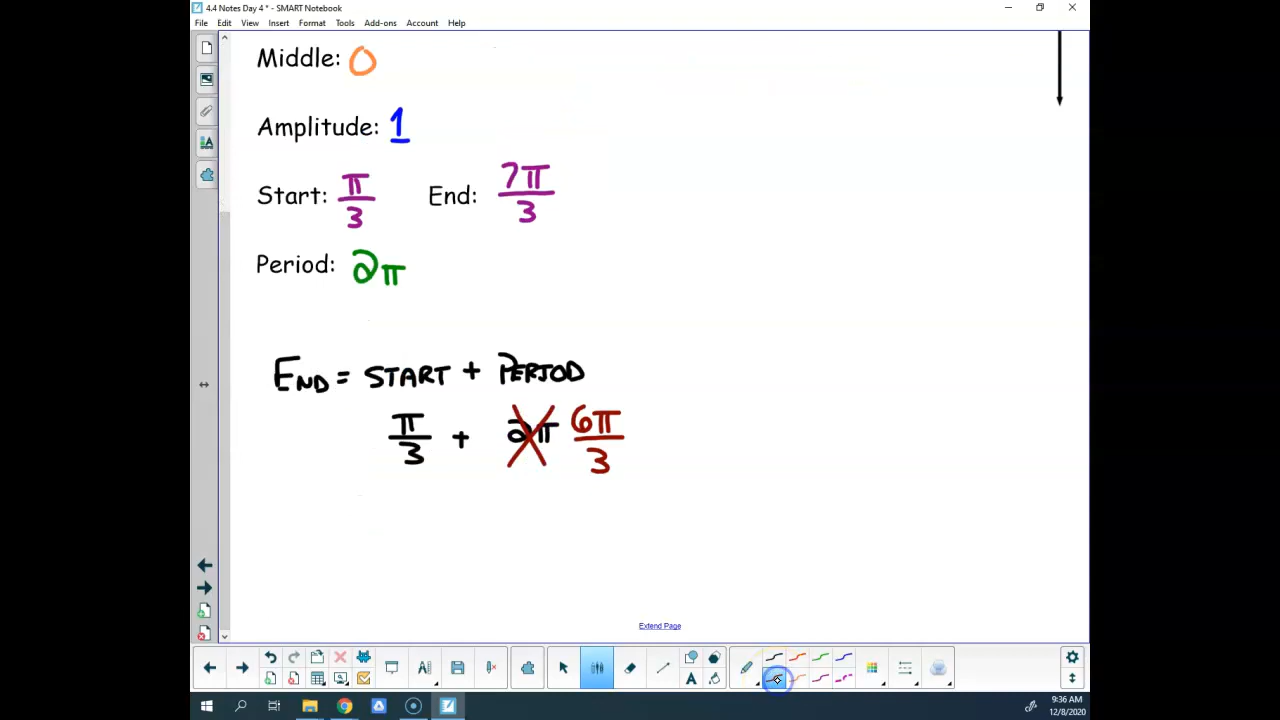 4.4 Notes Day 4 * - SMART Notebook
File Edit View Insert Format Tools Add-ons Account Help
Middle: 0
Amplitude: 1
Start: π/3 End: 7π/3
Period: 2π
END = START + PERIOD
π/3 + 2π 6π/3
Extend Page
9:36 AM
12/8/2020